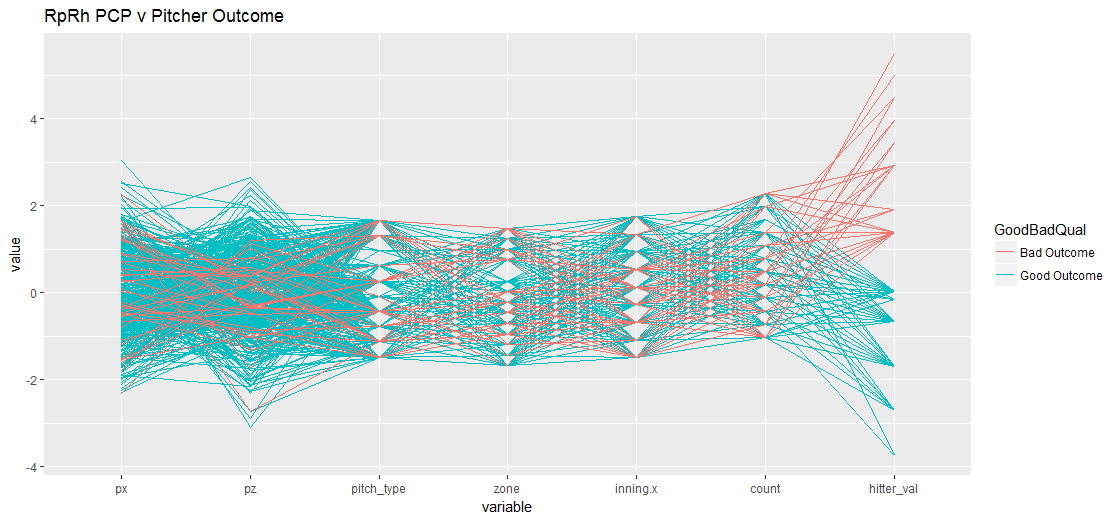 RpRh PCP v Pitcher Outcome
value
4
2
0
-2
-4
px pz pitch_type zone inning.x count hitter_val
variable
GoodBadQual
Bad Outcome
Good Outcome